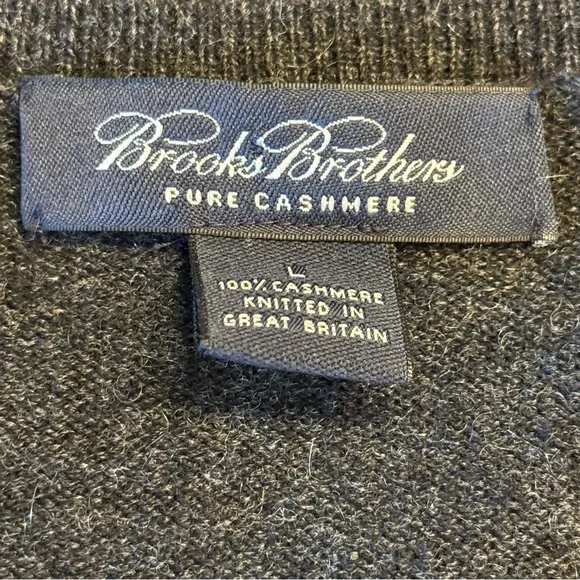 Brooks Brothers
PURE CASHMERE
L
100% CASHMERE
KNITTED IN
GREAT BRITAIN